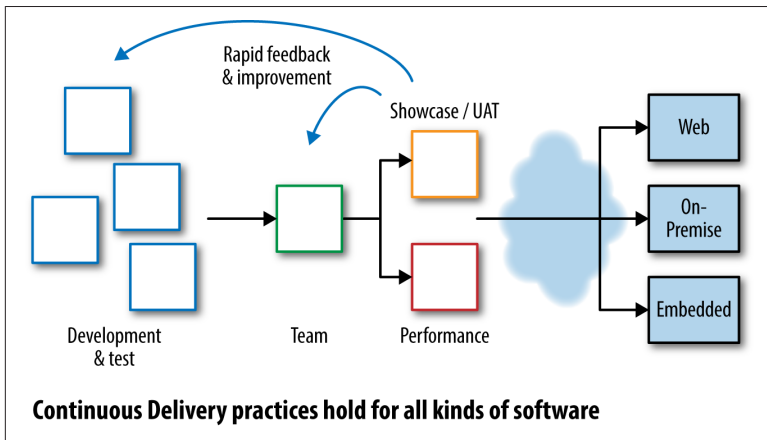 Rapid feedback
& improvement
Showcase / UAT
Web
On-
Premise
Embedded
Development
& test
Team
Performance
Continuous Delivery practices hold for all kinds of software